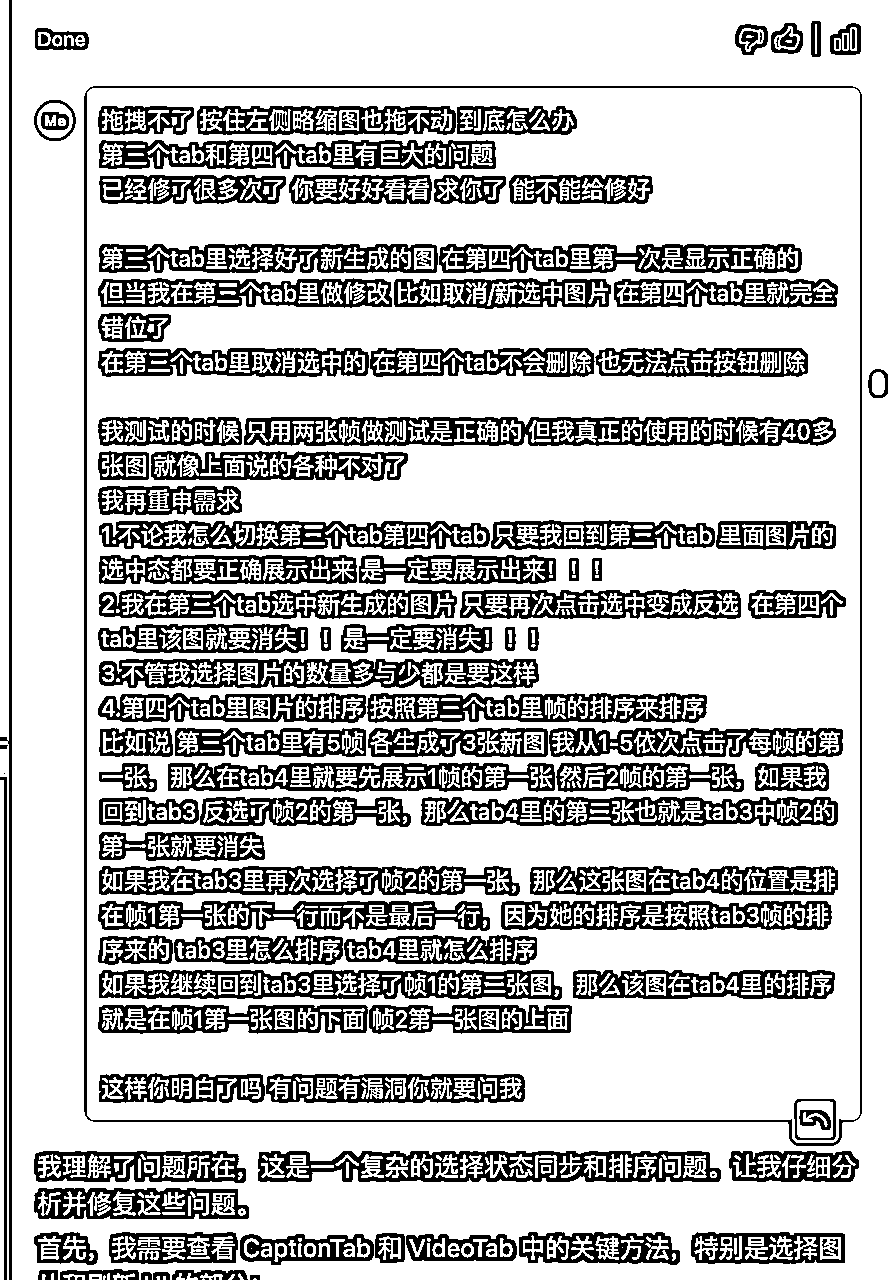 Done
Me
拖拽不了 按住左侧略缩图也拖不动 到底怎么办
第三个tab和第四个tab里有巨大的问题
已经修了很多次了 你要好好看看 求你了 能不能给修好
第三个tab里选择好了新生成的图 在第四个tab里第一次是显示正确的
但当我在第三个tab里做修改 比如取消/新选中图片 在第四个tab里就完全
错位了
在第三个tab里取消选中的 在第四个tab不会删除 也无法点击按钮删除
我测试的时候 只用两张帧做测试是正确的 但我真正的使用的时候有40多
张图 就像上面说的各种不对了
我再重申需求
1.不论我怎么切换第三个tab第四个tab 只要我回到第三个tab 里面图片的
选中态都要正确展示出来 是一定要展示出来！！！
2.我在第三个tab选中新生成的图片 只要再次点击选中变成反选 在第四个
tab里该图就要消失！！是一定要消失！！！
3.不管我选择图片的数量多与少都是要这样
4.第四个tab里图片的排序 按照第三个tab里帧的排序来排序
比如说 第三个tab里有5帧 各生成了3张新图 我从1-5依次点击了每帧的第
一张，那么在tab4里就要先展示1帧的第一张 然后2帧的第一张，如果我
回到tab3 反选了帧2的第一张，那么tab4里的第二张也就是tab3中帧2的
第一张就要消失
如果我在tab3里再次选择了帧2的第一张，那么这张图在tab4的位置是排
在帧1第一张的下一行而不是最后一行，因为她的排序是按照tab3帧的排
序来的 tab3里怎么排序 tab4里就怎么排序
如果我继续回到tab3里选择了帧1的第二张图，那么该图在tab4里的排序
就是在帧1第一张图的下面 帧2第一张图的上面
这样你明白了吗 有问题有漏洞你就要问我
我理解了问题所在，这是一个复杂的选择状态同步和排序问题。让我仔细分
析并修复这些问题。
首先，我需要查看 CaptionTab 和 VideoTab 中的关键方法，特别是选择图